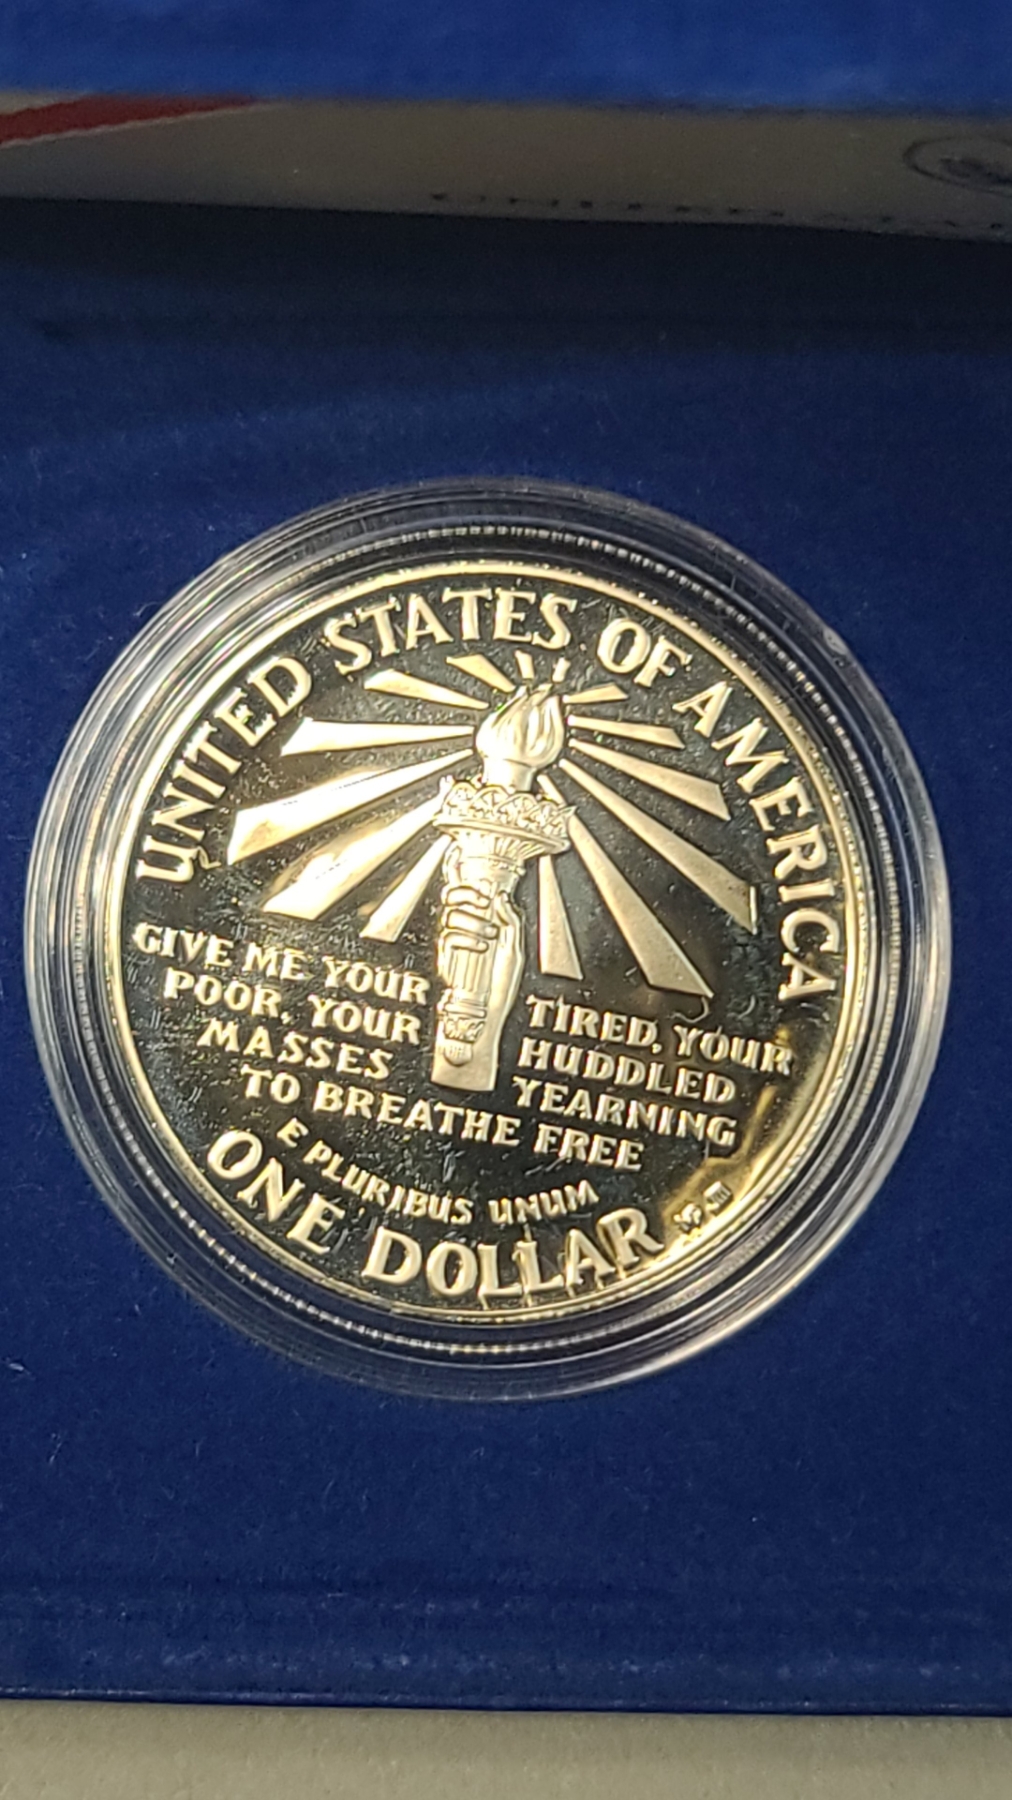 UNITED STATES OF AMERICA
GIVE ME YOUR TIRED, YOUR
POOR, YOUR HUDDLED
MASSES YEARNING
TO BREATHE FREE
E PLURIBUS UNUM
ONE DOLLAR